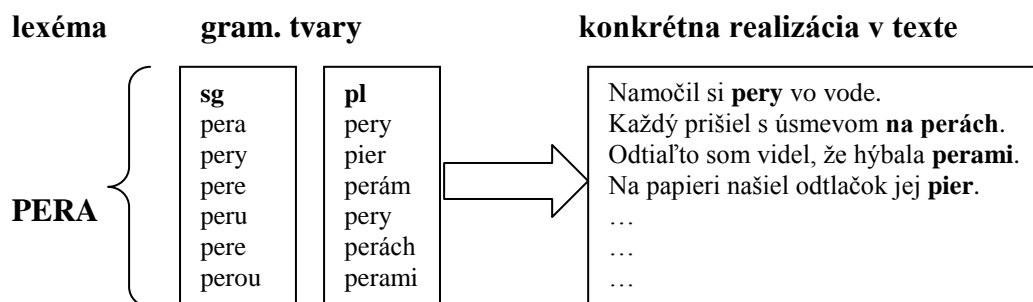 lexéma gram. tvary konkrétna realizácia v texte
PERA
sg
pera
pery
pere
peru
pere
perou
pl
pery
pier
perám
pery
perách
perami
Namočil si pery vo vode.
Každý prišiel s úsmevom na perách.
Odtiaľto som videl, že hýbala perami.
Na papieri našiel odtlačok jej pier.
…
…
…